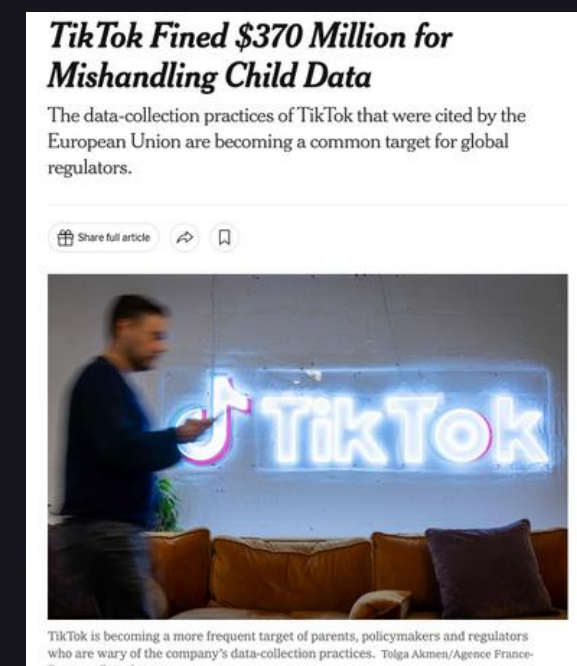 TikTok Fined $370 Million for
Mishandling Child Data
The data-collection practices of TikTok that were cited by the
European Union are becoming a common target for global
regulators.
Share full article
TikTok
TikTok is becoming a more frequent target of parents, policymakers and regulators
who are wary of the company's data-collection practices. Tolga Akmen/Agence France-